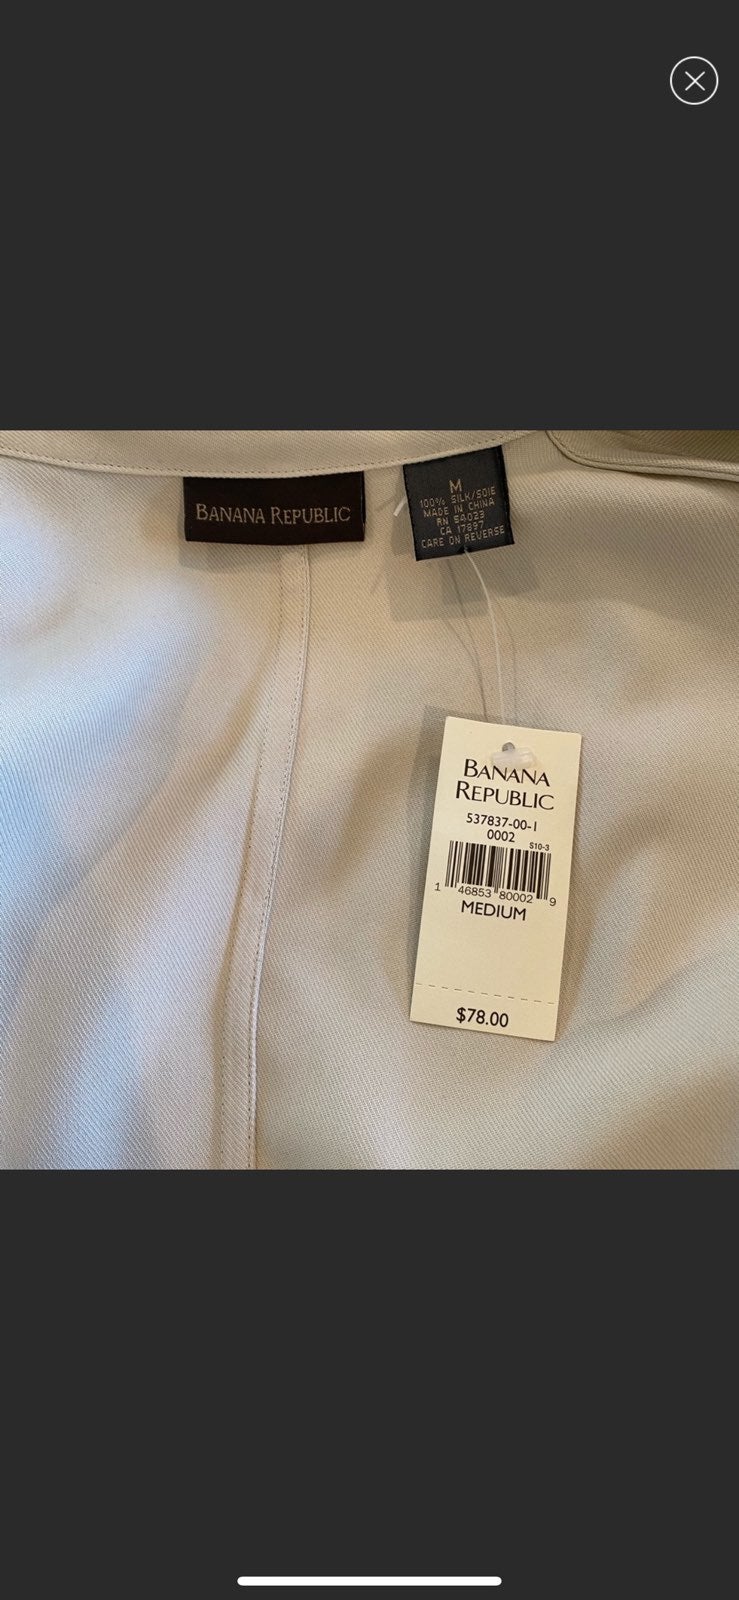 BANANA REPUBLIC
M
100% SILK/SOIE
MADE IN CHINA
RN 54023
CA 17897
CARE ON REVERSE
BANANA
REPUBLIC
537837-00-1
0002
S10-3
1 46853 80002 9
MEDIUM
$78.00